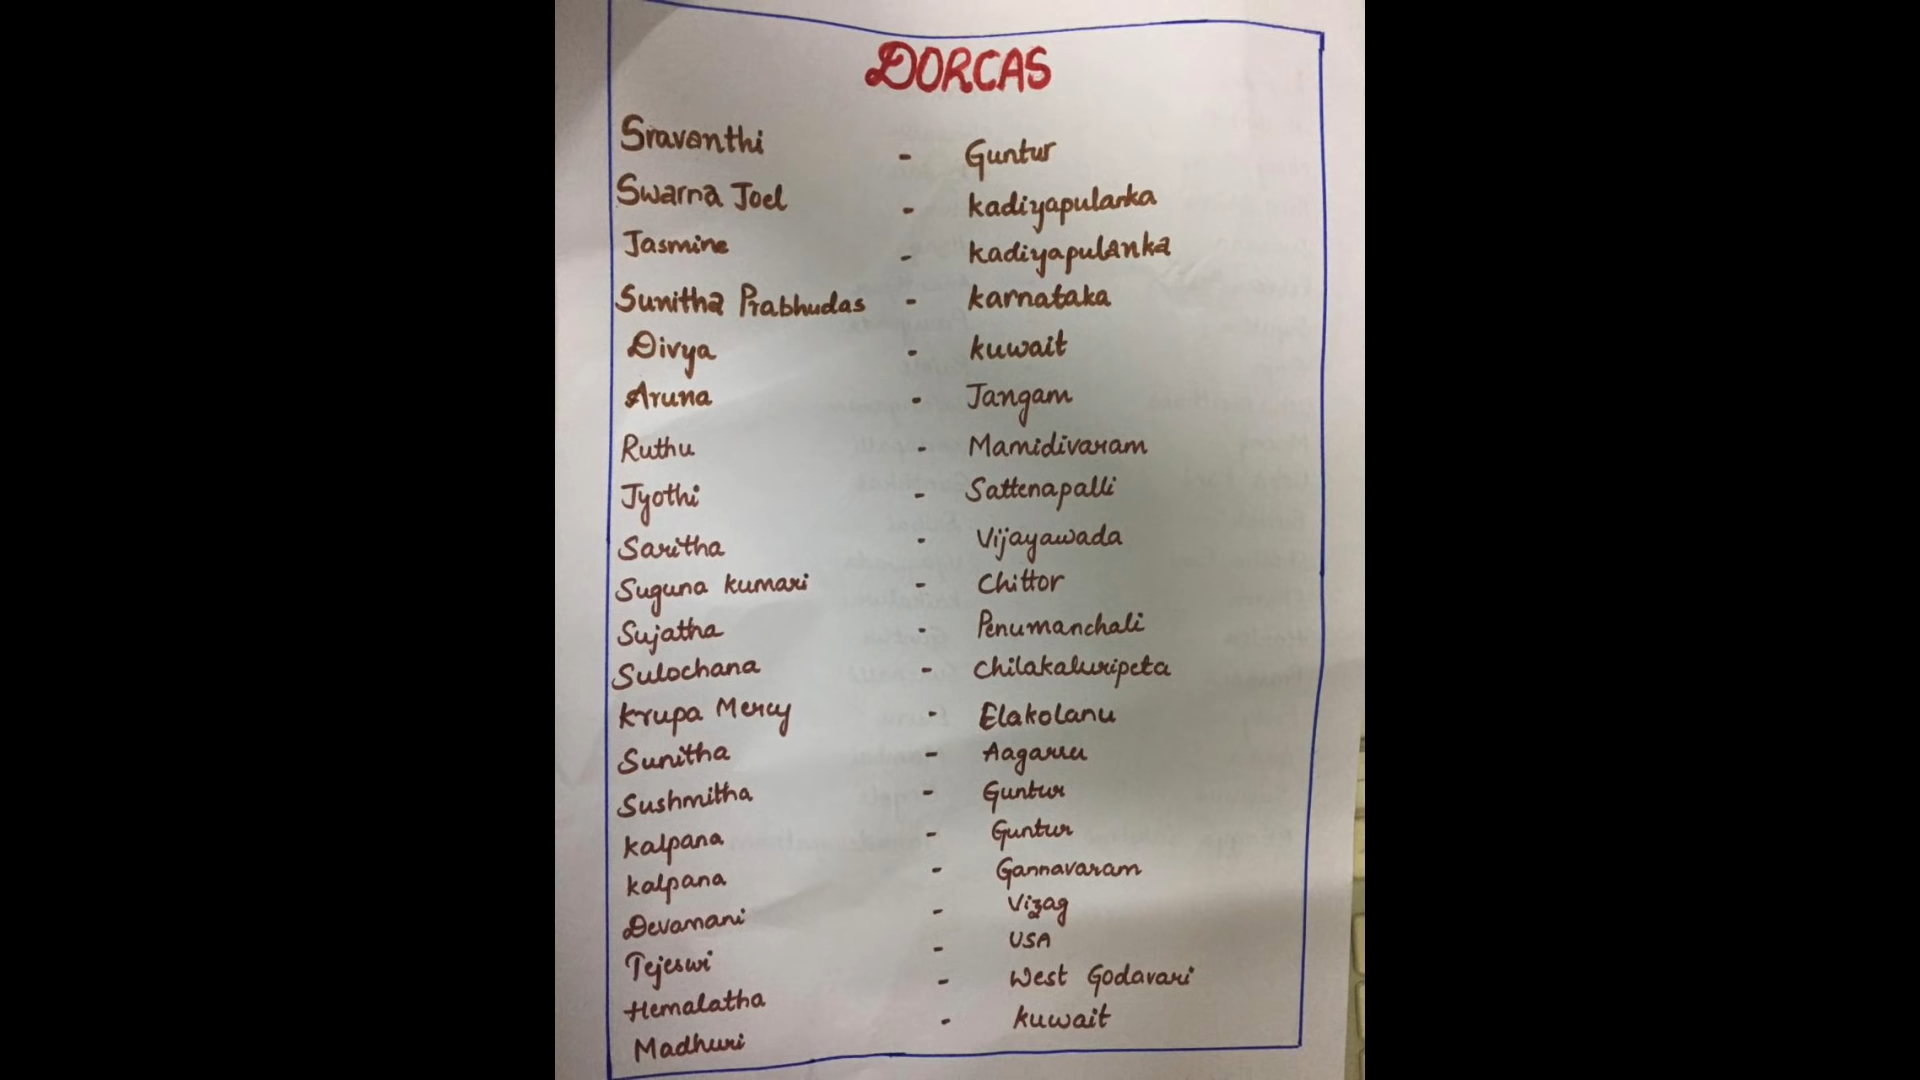 DORCAS
Sravanthi - Guntur
Swarna Joel - kadiyapulanka
Jasmine - kadiyapulanka
Sunitha Prabhudas - karnataka
Divya - kuwait
Aruna - Jangam
Ruthu - Mamidivaram
Jyothi - Sattenapalli
Saritha - Vijayawada
Suguna kumari - Chittor
Sujatha - Penumanchali
Sulochana - Chilakaluripeta
Krupa Mercy - Elakolanu
Sunitha - Aagarru
Sushmitha - Guntur
kalpana - Guntur
kalpana - Gannavaram
Devamani - Vizag
Tejeswi - USA
Hemalatha - West Godavari
Madhuri - kuwait